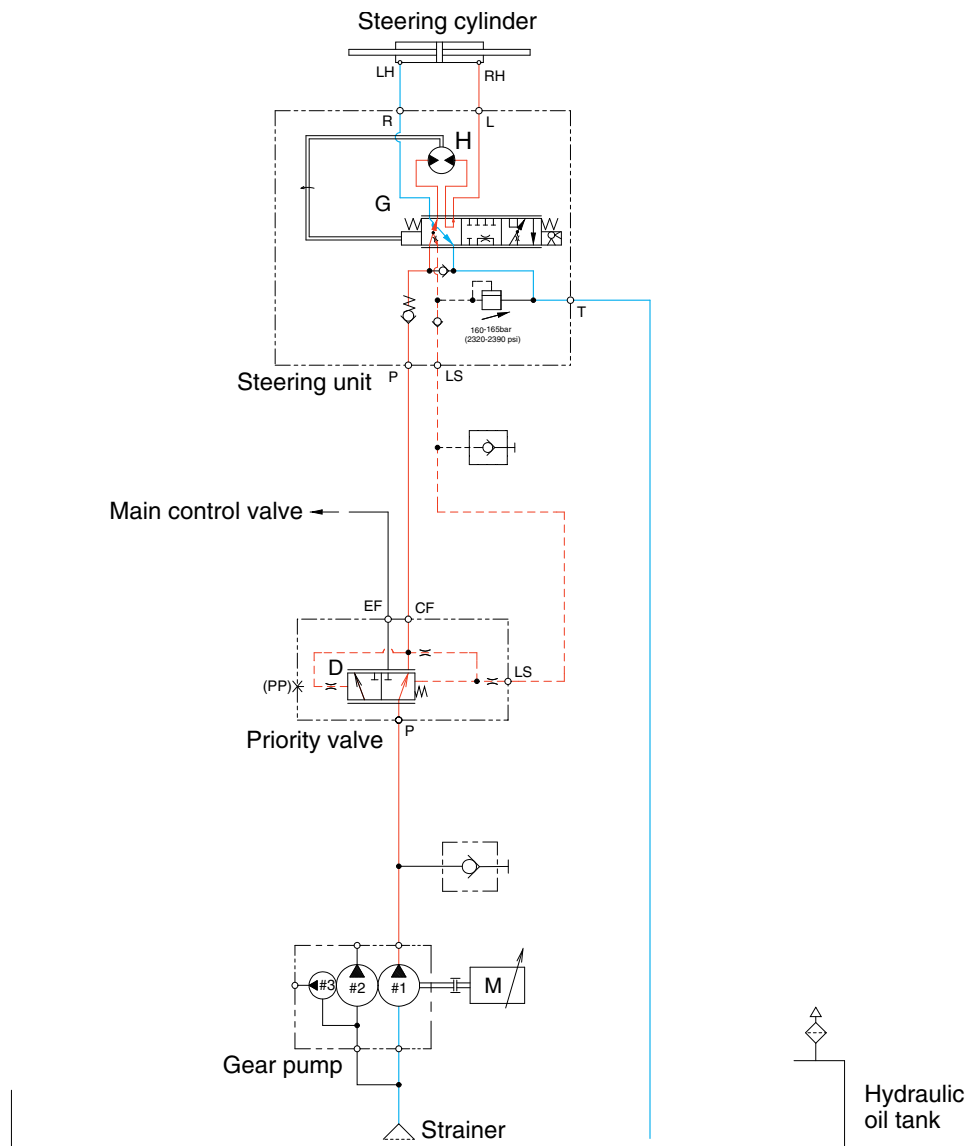 Steering cylinder
LH
RH
R
L
H
G
T
160-165bar
(2320-2390 psi)
Steering unit
P
LS
Main control valve
EF
CF
D
LS
(PP)
P
Priority valve
#3
#2
#1
M
Gear pump
Strainer
Hydraulic
oil tank